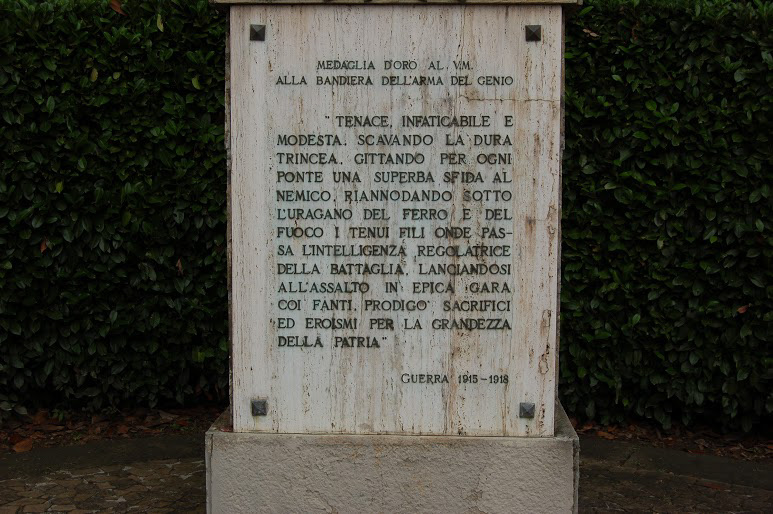 MEDAGLIA D'ORO AL V.M.
ALLA BANDIERA DELL'ARMA DEL GENIO
"TENACE, INFATICABILE E
MODESTA, SCAVANDO LA DURA
TRINCEA, GITTANDO PER OGNI
PONTE UNA SUPERBA SFIDA AL
NEMICO, RIANNODANDO SOTTO
L'URAGANO DEL FERRO E DEL
FUOCO I TENUI FILI ONDE PAS-
SA L'INTELLIGENZA REGOLATRICE
DELLA BATTAGLIA, LANCIANDOSI
ALL'ASSALTO IN EPICA GARA
COI FANTI, PRODIGÒ SACRIFICI
ED EROISMI PER LA GRANDEZZA
DELLA PATRIA"
GUERRA 1915-1918